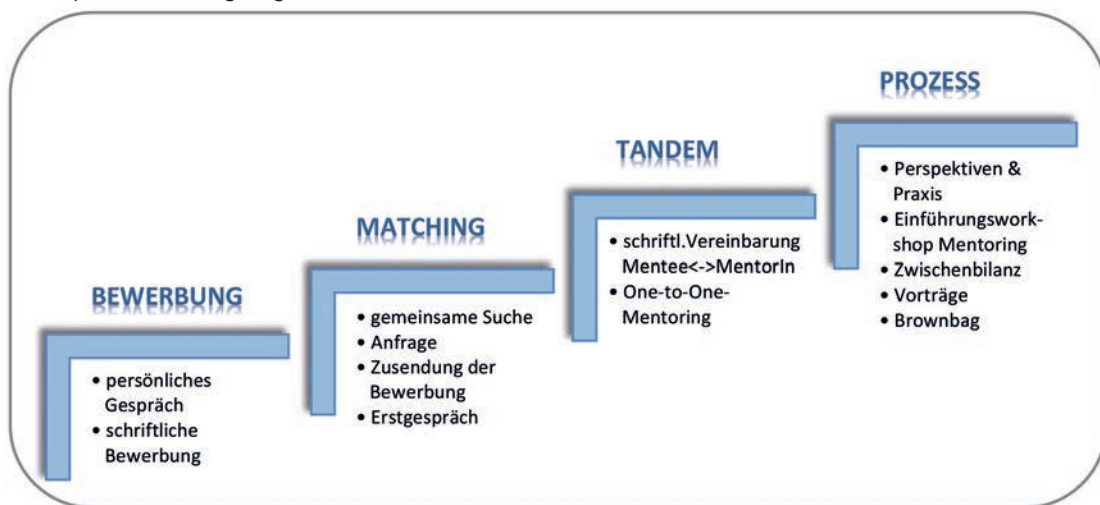 BEWERBUNG
• persönliches
Gespräch
• schriftliche
Bewerbung
MATCHING
• gemeinsame Suche
• Anfrage
• Zusendung der
Bewerbung
• Erstgespräch
TANDEM
• schriftl.Vereinbarung
Mentee<->MentorIn
• One-to-One-
Mentoring
PROZESS
• Perspektiven &
Praxis
• Einführungswork-
shop Mentoring
• Zwischenbilanz
• Vorträge
• Brownbag